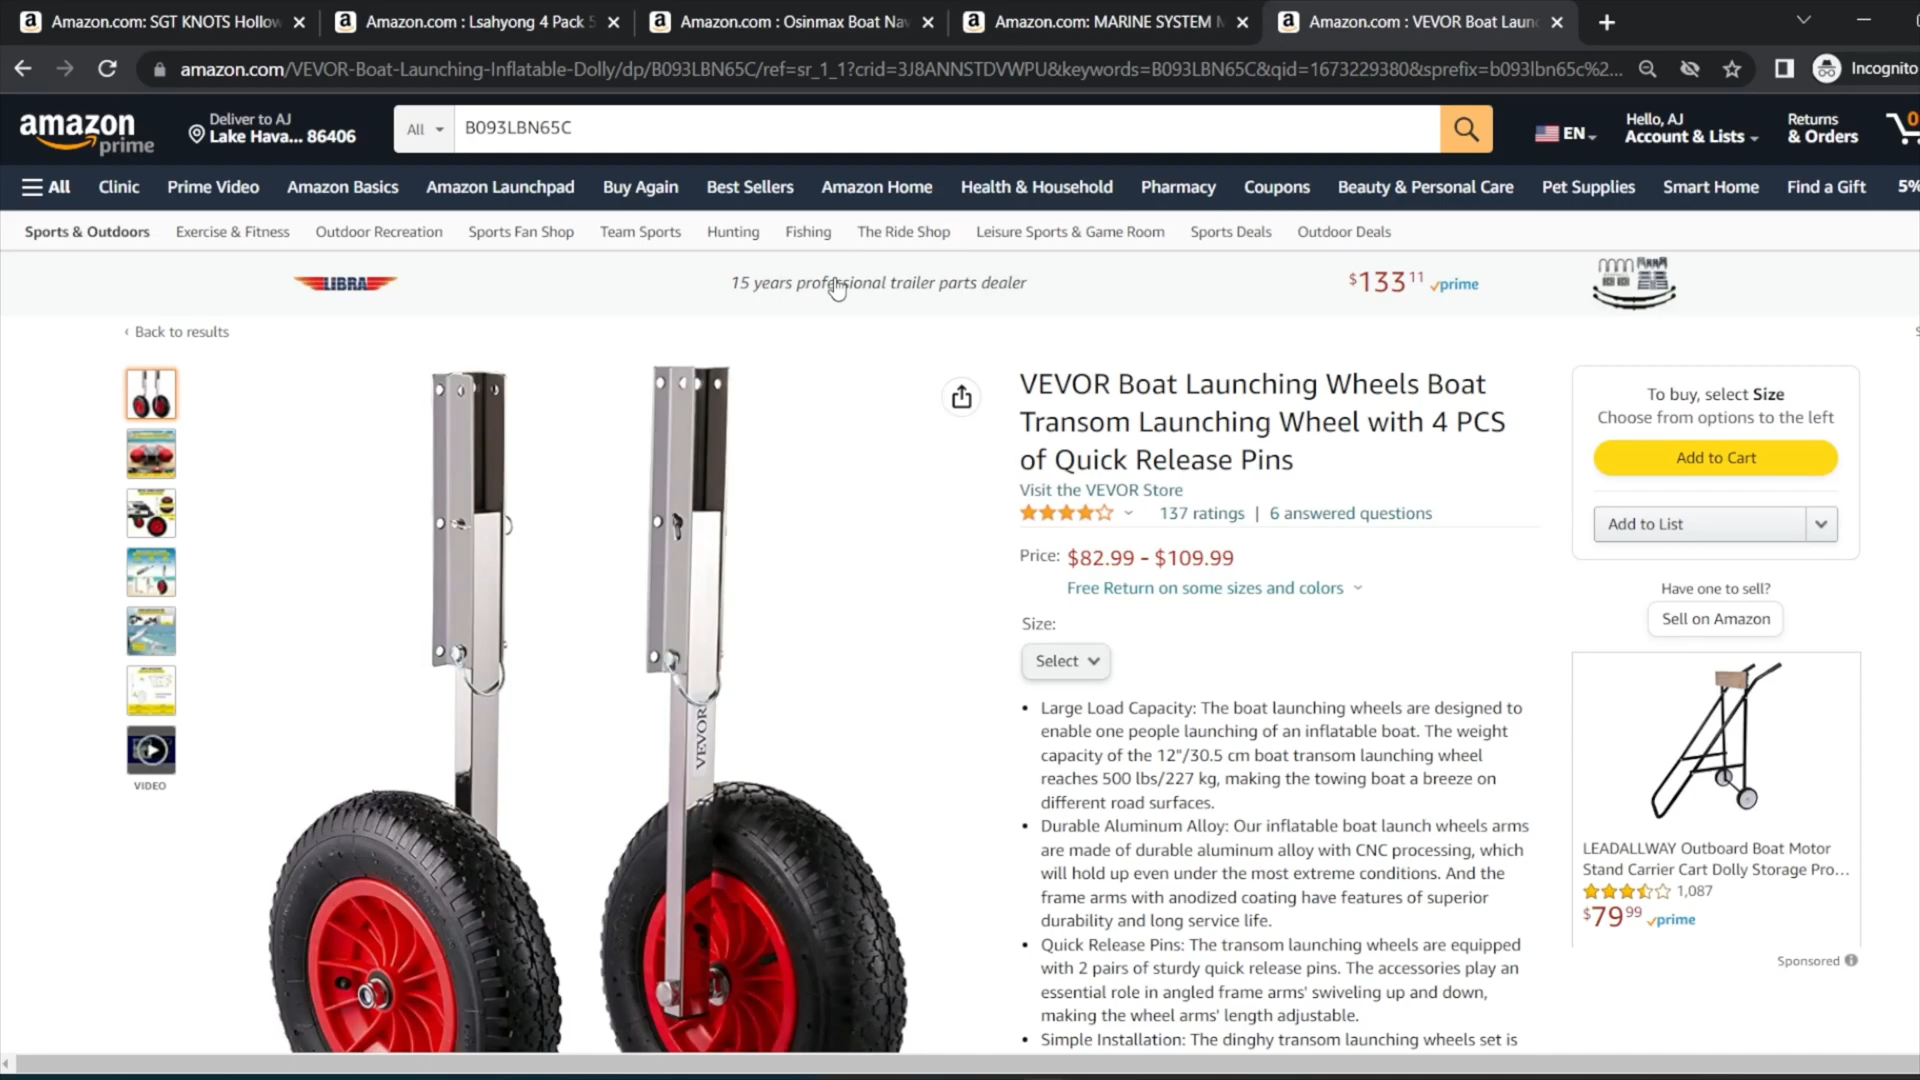 Amazon.com: SGT KNOTS Hollow
Amazon.com : Lsahyong 4 Pack 5
Amazon.com : Osinmax Boat Nav
Amazon.com: MARINE SYSTEM
Amazon.com : VEVOR Boat Laun
amazon.com/VEVOR-Boat-Launching-Inflatable-Dolly/dp/B093LBN65C/ref=sr_1_1?crid=3J8ANNSTDVWPU&keywords=B093LBN65C&qid=1673229380&sprefix=b093lbn65c%2...
Incognito
amazon prime
Deliver to AJ
Lake Hava... 86406
All
B093LBN65C
EN
Hello, AJ
Account & Lists
Returns
& Orders
0
All Clinic Prime Video Amazon Basics Amazon Launchpad Buy Again Best Sellers Amazon Home Health & Household Pharmacy Coupons Beauty & Personal Care Pet Supplies Smart Home Find a Gift 5%
Sports & Outdoors Exercise & Fitness Outdoor Recreation Sports Fan Shop Team Sports Hunting Fishing The Ride Shop Leisure Sports & Game Room Sports Deals Outdoor Deals
LIBRA
15 years professional trailer parts dealer
$133 11 prime
‹ Back to results
VIDEO
VEVOR
VEVOR Boat Launching Wheels Boat
Transom Launching Wheel with 4 PCS
of Quick Release Pins
Visit the VEVOR Store
137 ratings | 6 answered questions
Price: $82.99 - $109.99
Free Return on some sizes and colors
Size:
Select
• Large Load Capacity: The boat launching wheels are designed to
enable one people launching of an inflatable boat. The weight
capacity of the 12"/30.5 cm boat transom launching wheel
reaches 500 lbs/227 kg, making the towing boat a breeze on
different road surfaces.
• Durable Aluminum Alloy: Our inflatable boat launch wheels arms
are made of durable aluminum alloy with CNC processing, which
will hold up even under the most extreme conditions. And the
frame arms with anodized coating have features of superior
durability and long service life.
• Quick Release Pins: The transom launching wheels are equipped
with 2 pairs of sturdy quick release pins. The accessories play an
essential role in angled frame arms' swiveling up and down,
making the wheel arms' length adjustable.
• Simple Installation: The dinghy transom launching wheels set is
To buy, select Size
Choose from options to the left
Add to Cart
Add to List
Have one to sell?
Sell on Amazon
LEADALLWAY Outboard Boat Motor
Stand Carrier Cart Dolly Storage Pro...
1,087
$79 99 prime
Sponsored